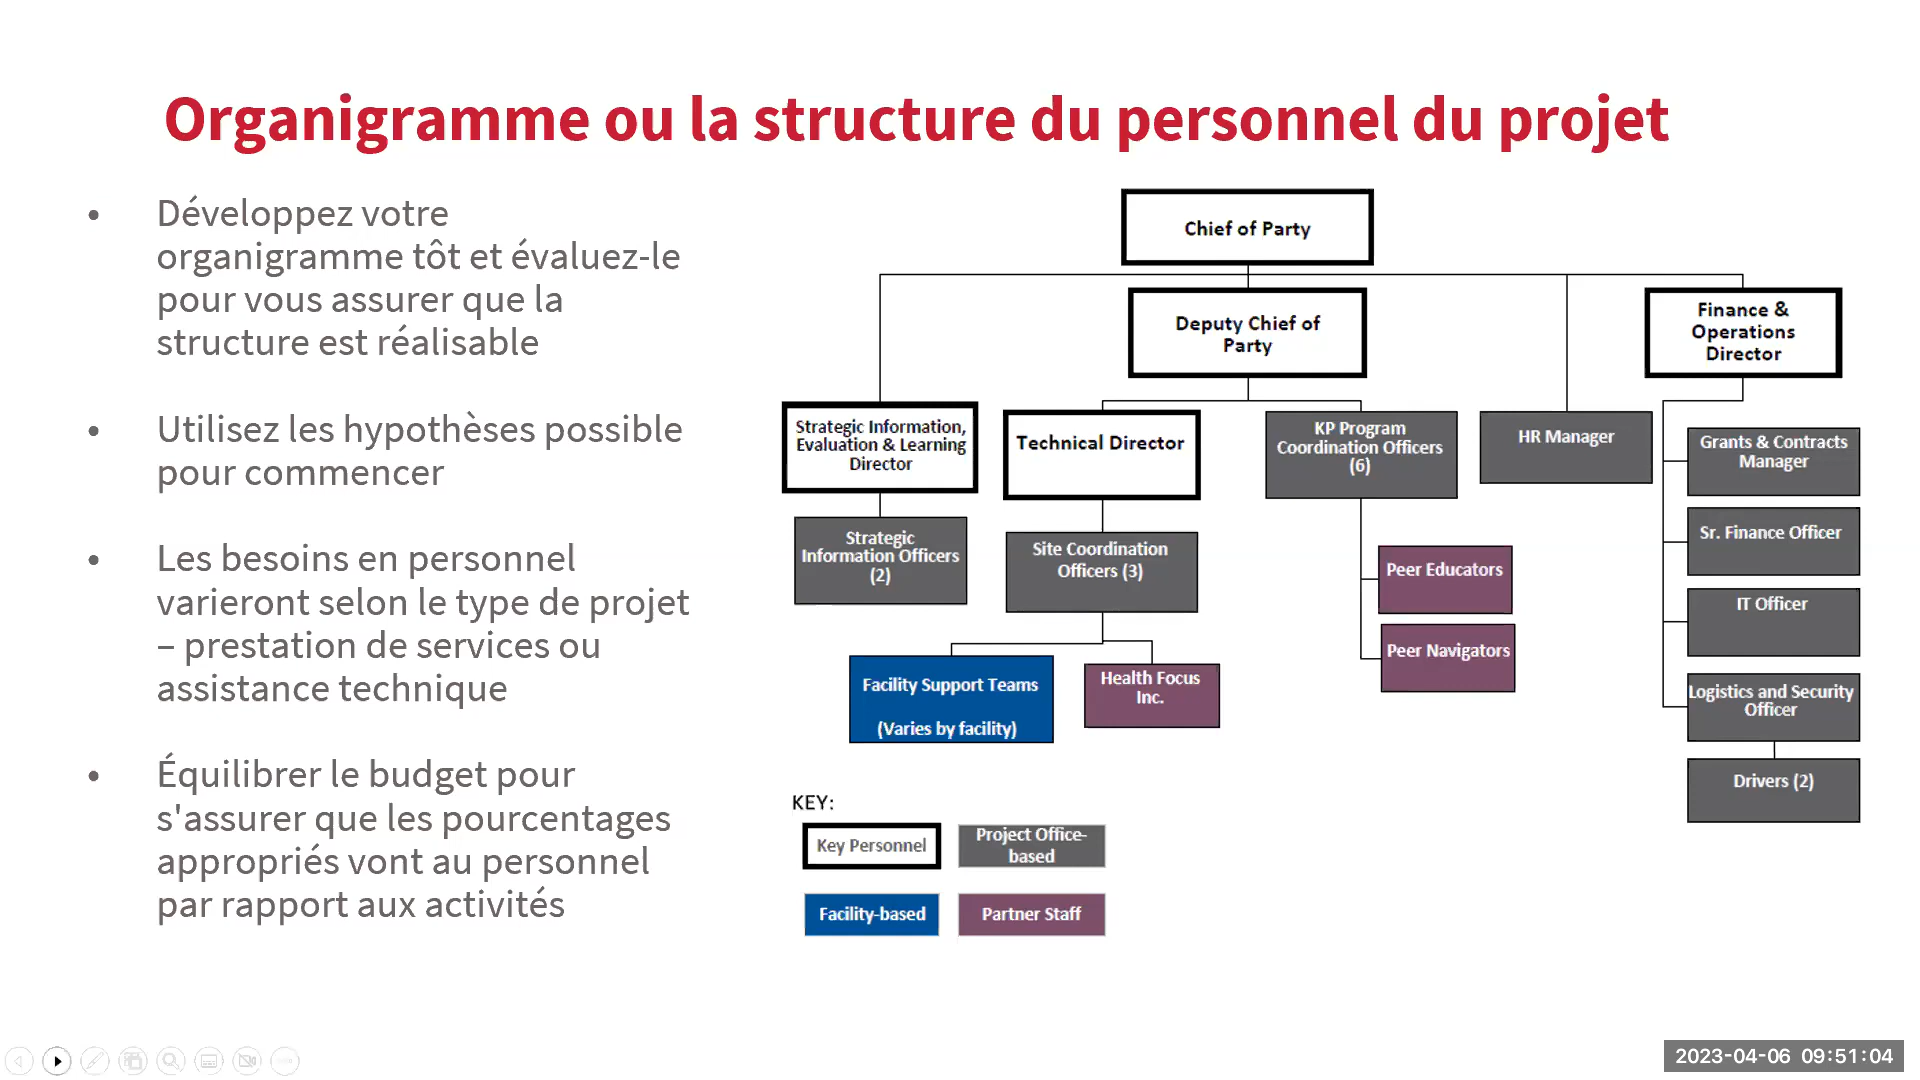 Organigramme ou la structure du personnel du projet
• Développez votre
organigramme tôt et évaluez-le
pour vous assurer que la
structure est réalisable
• Utilisez les hypothèses possible
pour commencer
• Les besoins en personnel
varieront selon le type de projet
– prestation de services ou
assistance technique
• Équilibrer le budget pour
s'assurer que les pourcentages
appropriés vont au personnel
par rapport aux activités
Chief of Party
Deputy Chief of
Party
Finance &
Operations
Director
Strategic Information,
Evaluation & Learning
Director
Technical Director
KP Program
Coordination Officers
(6)
HR Manager
Grants & Contracts
Manager
Strategic
Information Officers
(2)
Site Coordination
Officers (3)
Peer Educators
Sr. Finance Officer
IT Officer
Peer Navigators
Facility Support Teams
(Varies by facility)
Health Focus
Inc.
Logistics and Security
Officer
Drivers (2)
KEY:
Key Personnel
Project Office-
based
Facility-based
Partner Staff
2023-04-06 09:51:04